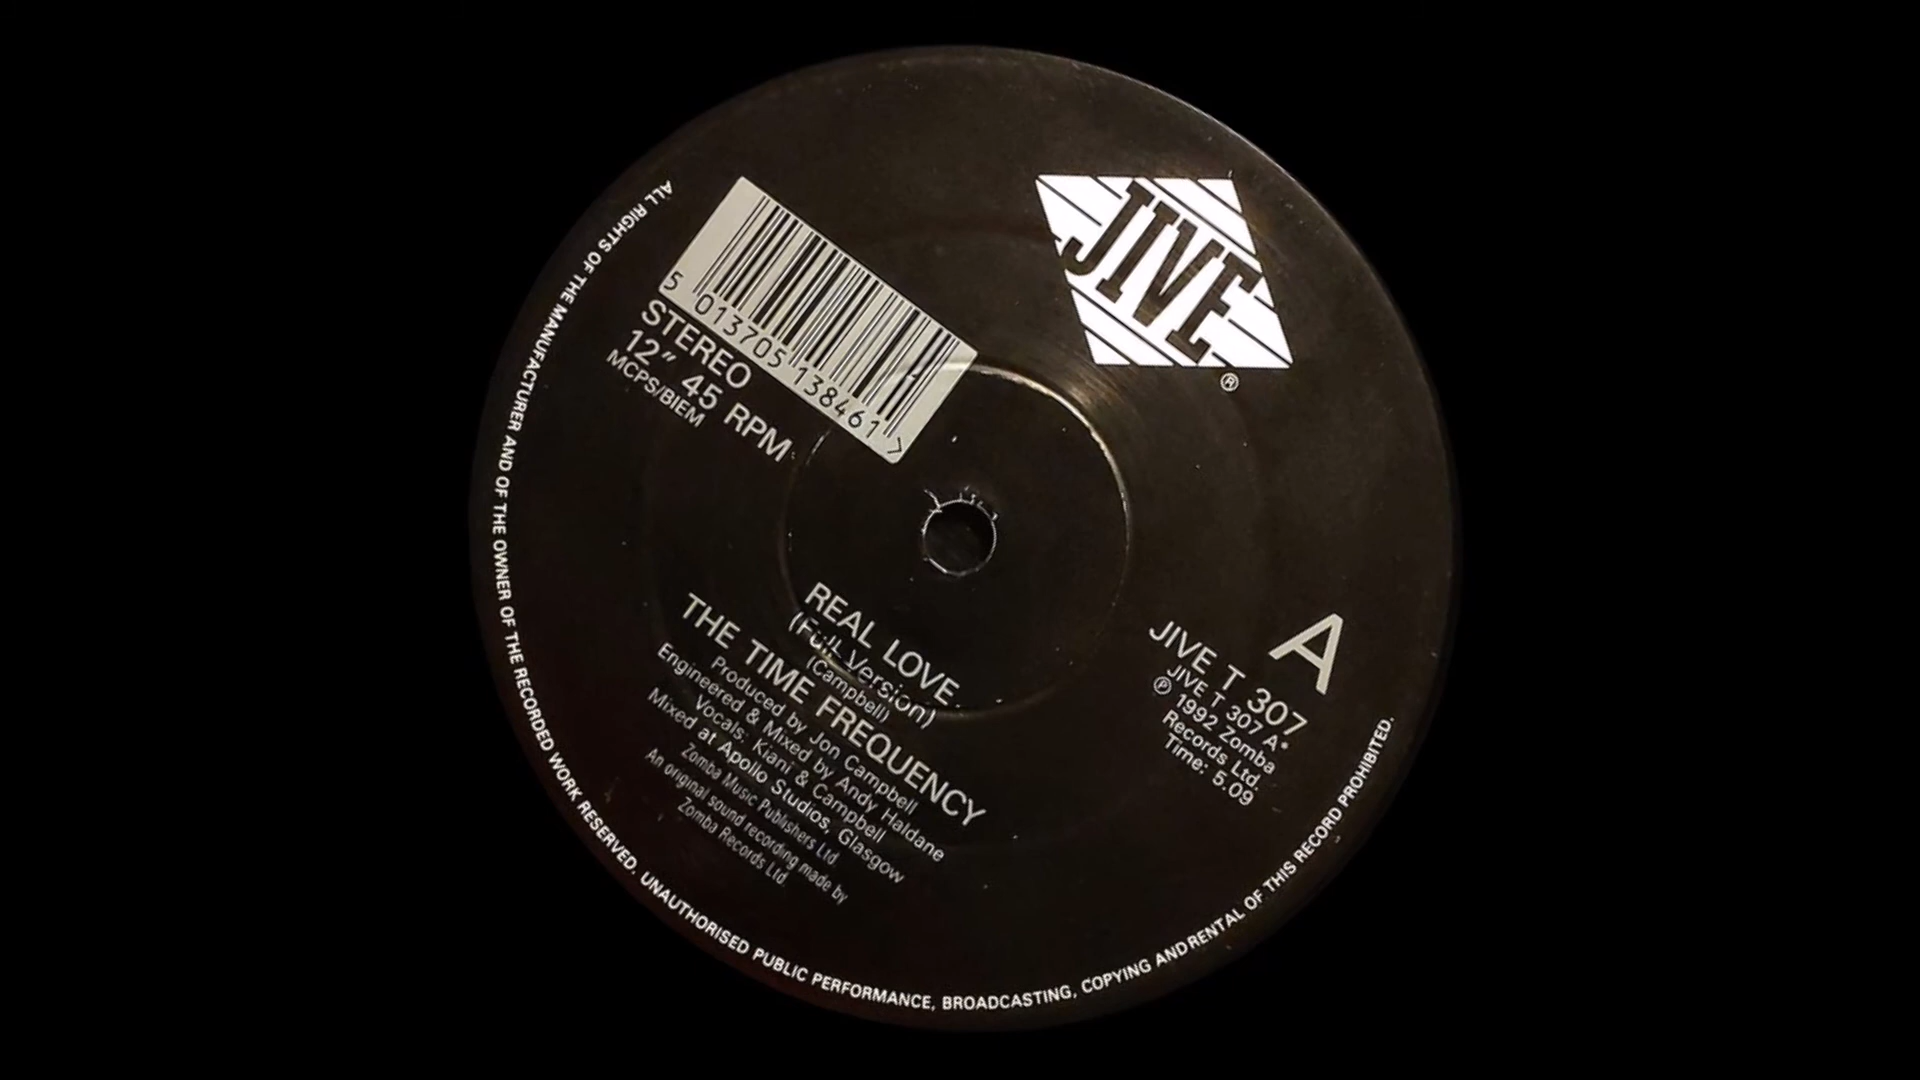 JIVE
®
5 013705 138461 >
STEREO
12" 45 RPM
MCPS/BIEM
A
JIVE T 307
JIVE T 307 A*
℗ 1992 Zomba
Records Ltd.
Time: 5.09
REAL LOVE
(Full Version)
(Campbell)
THE TIME FREQUENCY
Produced by Jon Campbell
Engineered & Mixed by Andy Haldane
Vocals: Kiani & Campbell
Mixed at Apollo Studios, Glasgow
Zomba Music Publishers Ltd.
An original sound recording made by
Zomba Records Ltd.
ALL RIGHTS OF THE MANUFACTURER AND OF THE OWNER OF THE RECORDED WORK RESERVED. UNAUTHORISED PUBLIC PERFORMANCE, BROADCASTING, COPYING AND RENTAL OF THIS RECORD PROHIBITED.